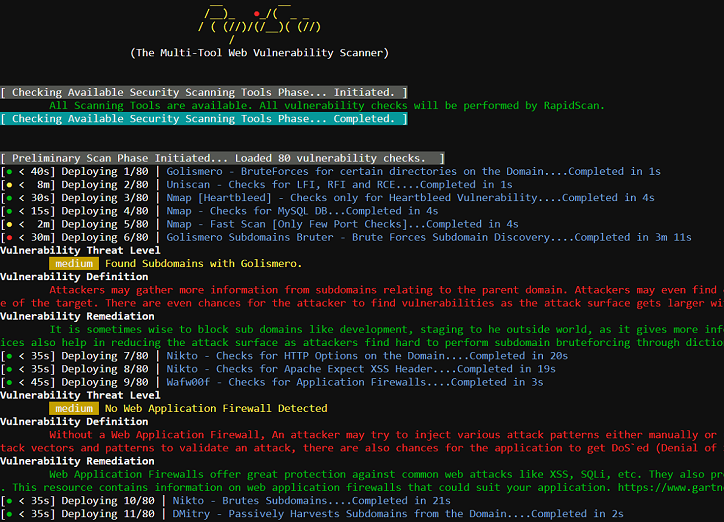 (The Multi-Tool Web Vulnerability Scanner)
[ Checking Available Security Scanning Tools Phase... Initiated. ]
All Scanning Tools are available. All vulnerability checks will be performed by RapidScan.
[ Checking Available Security Scanning Tools Phase... Completed. ]
[ Preliminary Scan Phase Initiated... Loaded 80 vulnerability checks. ]
[● < 40s] Deploying 1/80 | Golismero - BruteForces for certain directories on the Domain....Completed in 1s
[● < 8m] Deploying 2/80 | Uniscan - Checks for LFI, RFI and RCE....Completed in 1s
[● < 30s] Deploying 3/80 | Nmap [Heartbleed] - Checks only for Heartbleed Vulnerability....Completed in 4s
[● < 15s] Deploying 4/80 | Nmap - Checks for MySQL DB...Completed in 4s
[● < 2m] Deploying 5/80 | Nmap - Fast Scan [Only Few Port Checks]...Completed in 4s
[● < 30m] Deploying 6/80 | Golismero Subdomains Bruter - Brute Forces Subdomain Discovery....Completed in 3m 11s
Vulnerability Threat Level
medium Found Subdomains with Golismero.
Vulnerability Definition
Attackers may gather more information from subdomains relating to the parent domain. Attackers may even find
e of the target. There are even chances for the attacker to find vulnerabilities as the attack surface gets larger wi
Vulnerability Remediation
It is sometimes wise to block sub domains like development, staging to he outside world, as it gives more inf
ices also help in reducing the attack surface as attackers find hard to perform subdomain bruteforcing through dictio
[● < 35s] Deploying 7/80 | Nikto - Checks for HTTP Options on the Domain....Completed in 20s
[● < 35s] Deploying 8/80 | Nikto - Checks for Apache Expect XSS Header....Completed in 19s
[● < 45s] Deploying 9/80 | Wafw00f - Checks for Application Firewalls....Completed in 3s
Vulnerability Threat Level
medium No Web Application Firewall Detected
Vulnerability Definition
Without a Web Application Firewall, An attacker may try to inject various attack patterns either manually or
tack vectors and patterns to validate an attack, there are also chances for the application to get DoS`ed (Denial of
Vulnerability Remediation
Web Application Firewalls offer great protection against common web attacks like XSS, SQLi, etc. They also pr
. This resource contains information on web application firewalls that could suit your application. https://www.gartn
[● < 35s] Deploying 10/80 | Nikto - Brutes Subdomains....Completed in 21s
[● < 35s] Deploying 11/80 | DMitry - Passively Harvests Subdomains from the Domain....Completed in 2s